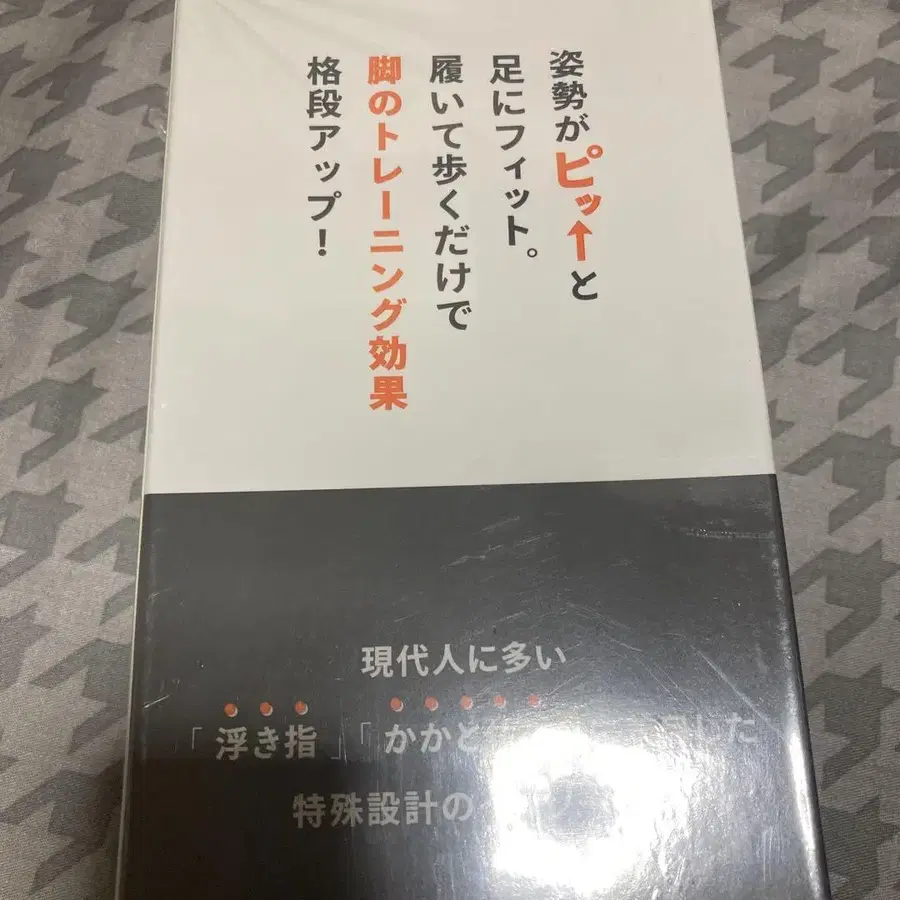 姿勢がピッ↑と
足にフィット。
履いて歩くだけで
脚のトレーニング効果
格段アップ！
現代人に多い
「浮き指」「かかと
した
特殊設計の